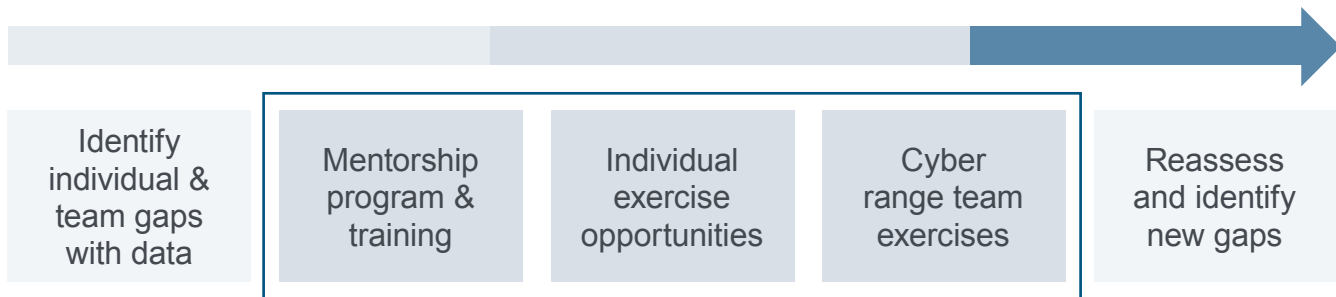 Identify
individual &
team gaps
with data
Mentorship
program &
training
Individual
exercise
opportunities
Cyber
range team
exercises
Reassess
and identify
new gaps